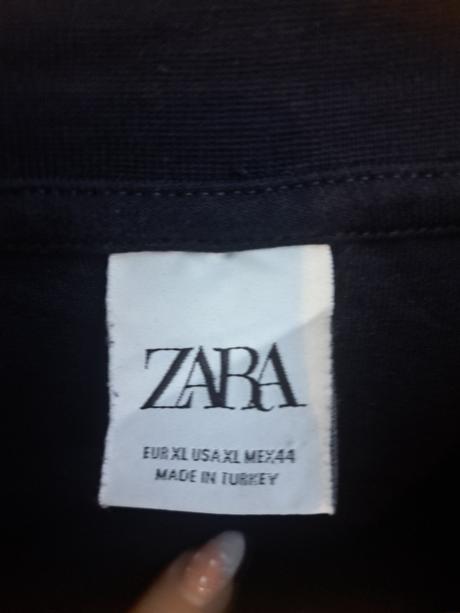 ZARA
EUR XL USA XL MEX 44
MADE IN TURKEY